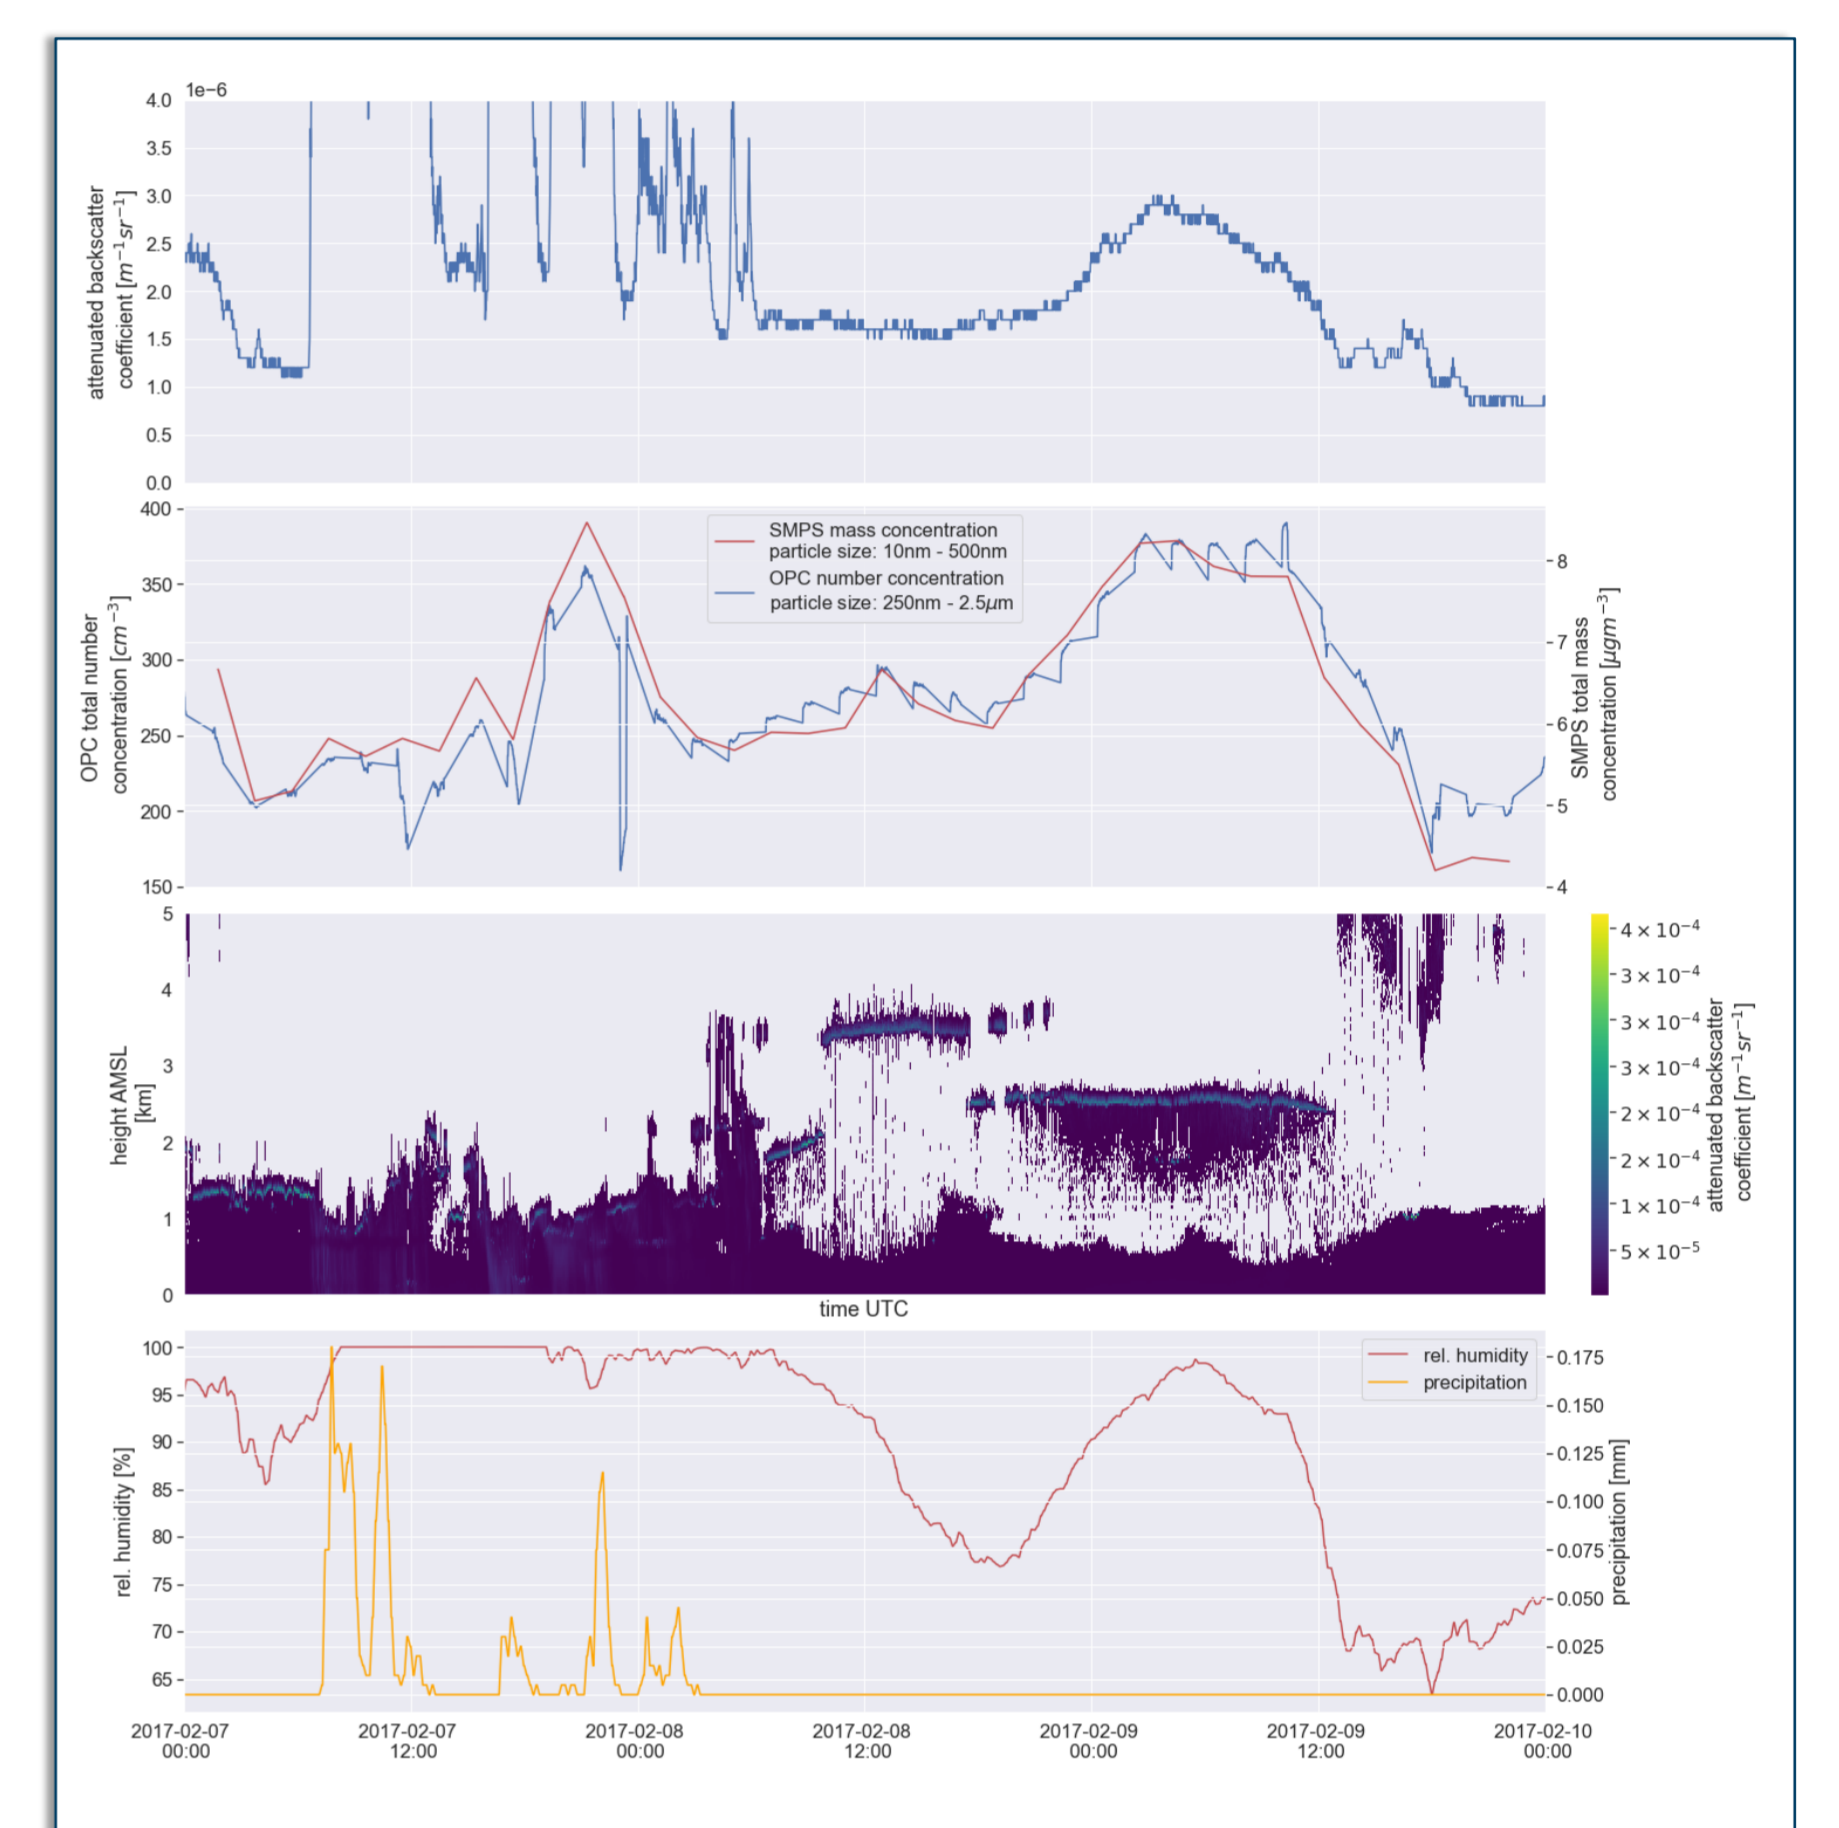 1e−6
4.0
3.5
3.0
2.5
2.0
1.5
1.0
0.5
0.0
attenuated backscatter
coefficient [m⁻¹sr⁻¹]
400
350
300
250
200
150
OPC total number
concentration [cm⁻³]
SMPS mass concentration
particle size: 10nm - 500nm
OPC number concentration
particle size: 250nm - 2.5μm
8
7
6
5
4
SMPS total mass
concentration [μgm⁻³]
5
4
3
2
1
0
height AMSL
[km]
time UTC
4 × 10⁻⁴
3 × 10⁻⁴
3 × 10⁻⁴
3 × 10⁻⁴
2 × 10⁻⁴
2 × 10⁻⁴
1 × 10⁻⁴
5 × 10⁻⁵
attenuated backscatter
coefficient [m⁻¹sr⁻¹]
100
95
90
85
80
75
70
65
rel. humidity [%]
rel. humidity
precipitation
0.175
0.150
0.125
0.100
0.075
0.050
0.025
0.000
precipitation [mm]
2017-02-07
00:00
2017-02-07
12:00
2017-02-08
00:00
2017-02-08
12:00
2017-02-09
00:00
2017-02-09
12:00
2017-02-10
00:00